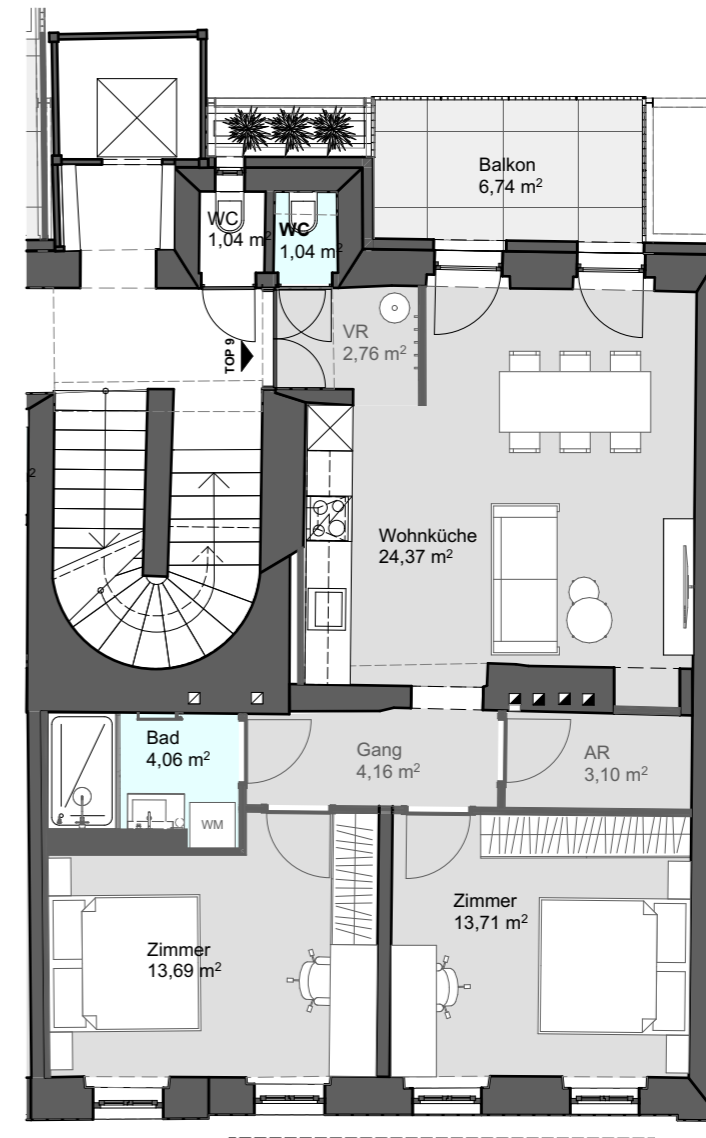 Balkon
6,74 m²
WC
1,04 m²
WC
1,04 m²
TOP 9
VR
2,76 m²
2
Wohnküche
24,37 m²
Bad
4,06 m²
Gang
4,16 m²
AR
3,10 m²
WM
Zimmer
13,69 m²
Zimmer
13,71 m²